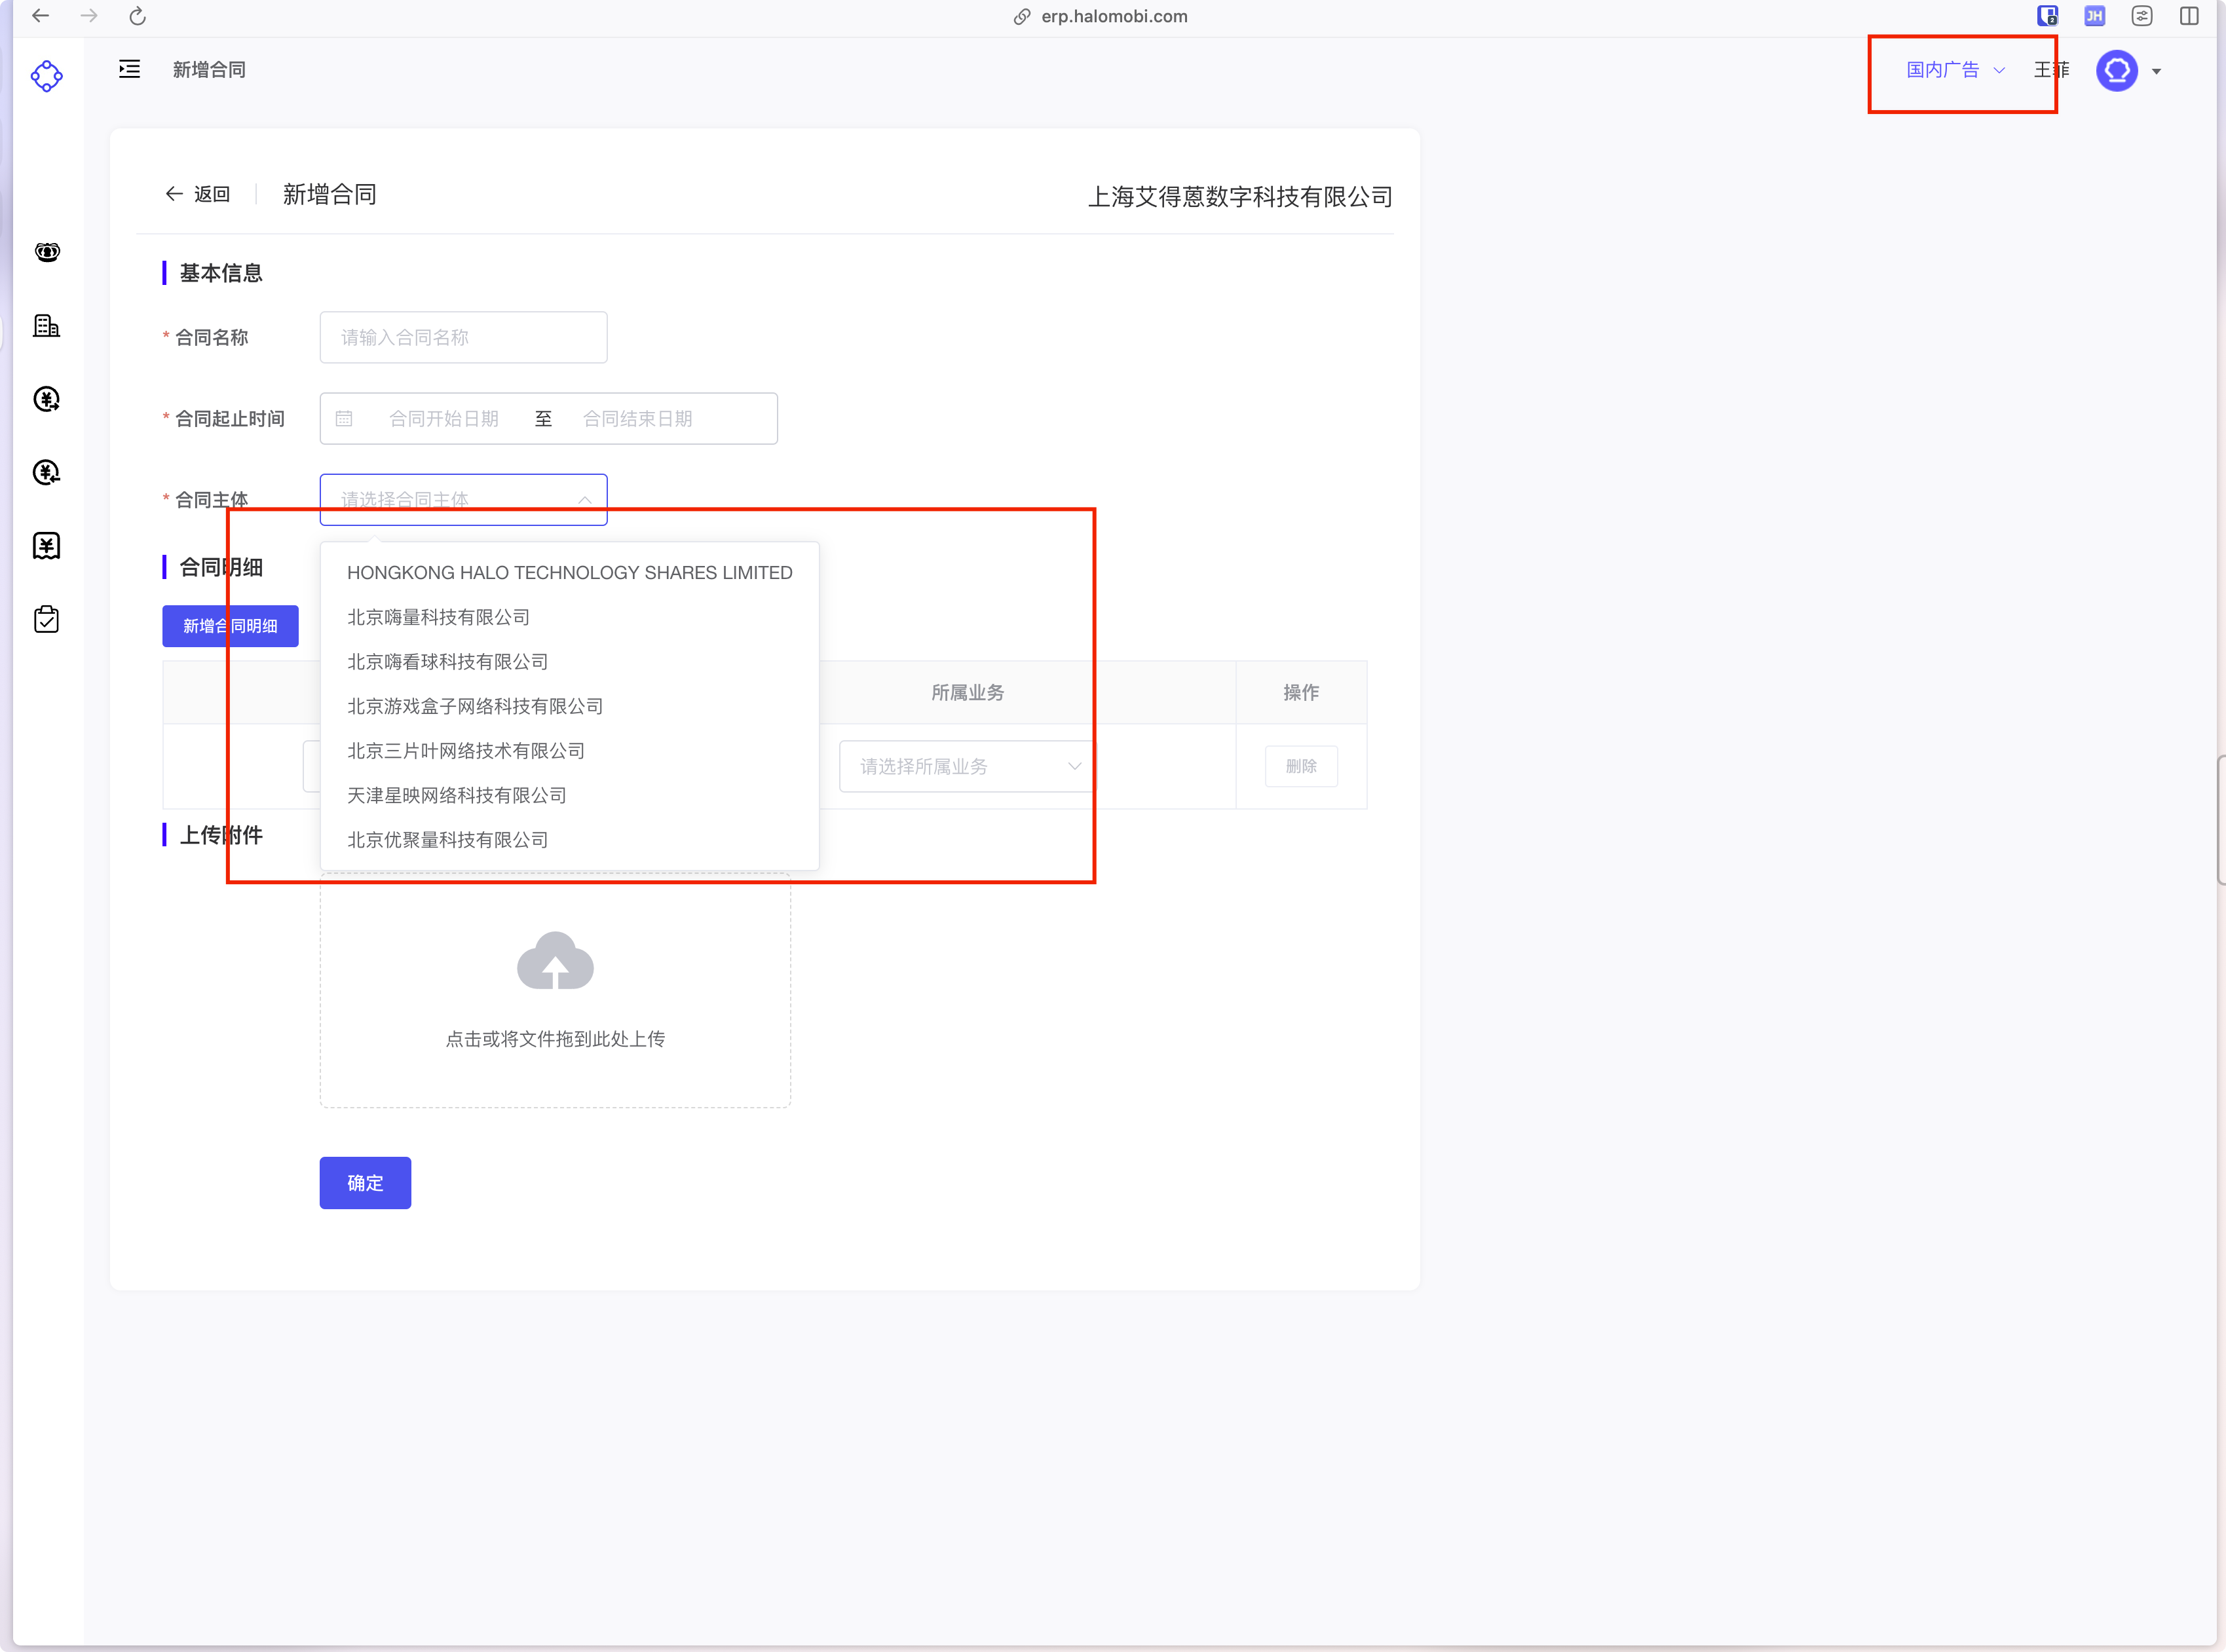 erp.halomobi.com
JH
新增合同
国内广告
王菲
返回
新增合同
上海艾得蒽数字科技有限公司
基本信息
* 合同名称
请输入合同名称
* 合同起止时间
合同开始日期 至 合同结束日期
* 合同主体
请选择合同主体
HONGKONG HALO TECHNOLOGY SHARES LIMITED
北京嗨量科技有限公司
北京嗨看球科技有限公司
北京游戏盒子网络科技有限公司
北京三片叶网络技术有限公司
天津星映网络科技有限公司
北京优聚量科技有限公司
合同明细
新增合同明细
所属业务
操作
请选择所属业务
删除
上传附件
点击或将文件拖到此处上传
确定